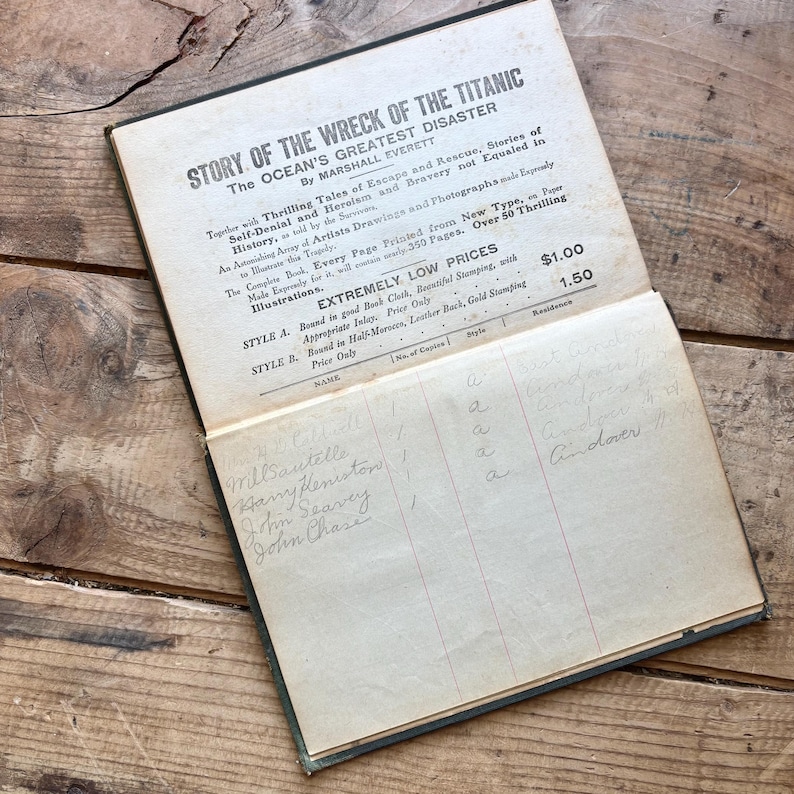 STORY OF THE WRECK OF THE TITANIC
The OCEAN'S GREATEST DISASTER
By MARSHALL EVERETT
Together with Thrilling Tales of Escape and Rescue, Stories of
Self-Denial and Heroism and Bravery not Equaled in
History, as told by the Survivors.
An Astonishing Array of Artists Drawings and Photographs made Expressly
to Illustrate this Tragedy.
The Complete Book, Every Page Printed from New Type, on Paper
Made Expressly for it, will contain nearly 350 Pages. Over 50 Thrilling
Illustrations.
EXTREMELY LOW PRICES
STYLE A. Bound in good Book Cloth, Beautiful Stamping, with
Appropriate Inlay. Price Only . . . . $1.00
STYLE B. Bound in Half-Morocco, Leather Back, Gold Stamping
Price Only . . . . . . . 1.50
NAME No. of Copies Style Residence
Caldwell 1 a
Will Sautelle 1 a Andover
Harry Heniston 1 a Andover
John Seavey 1 a Andover
John Chase 1 a Andover